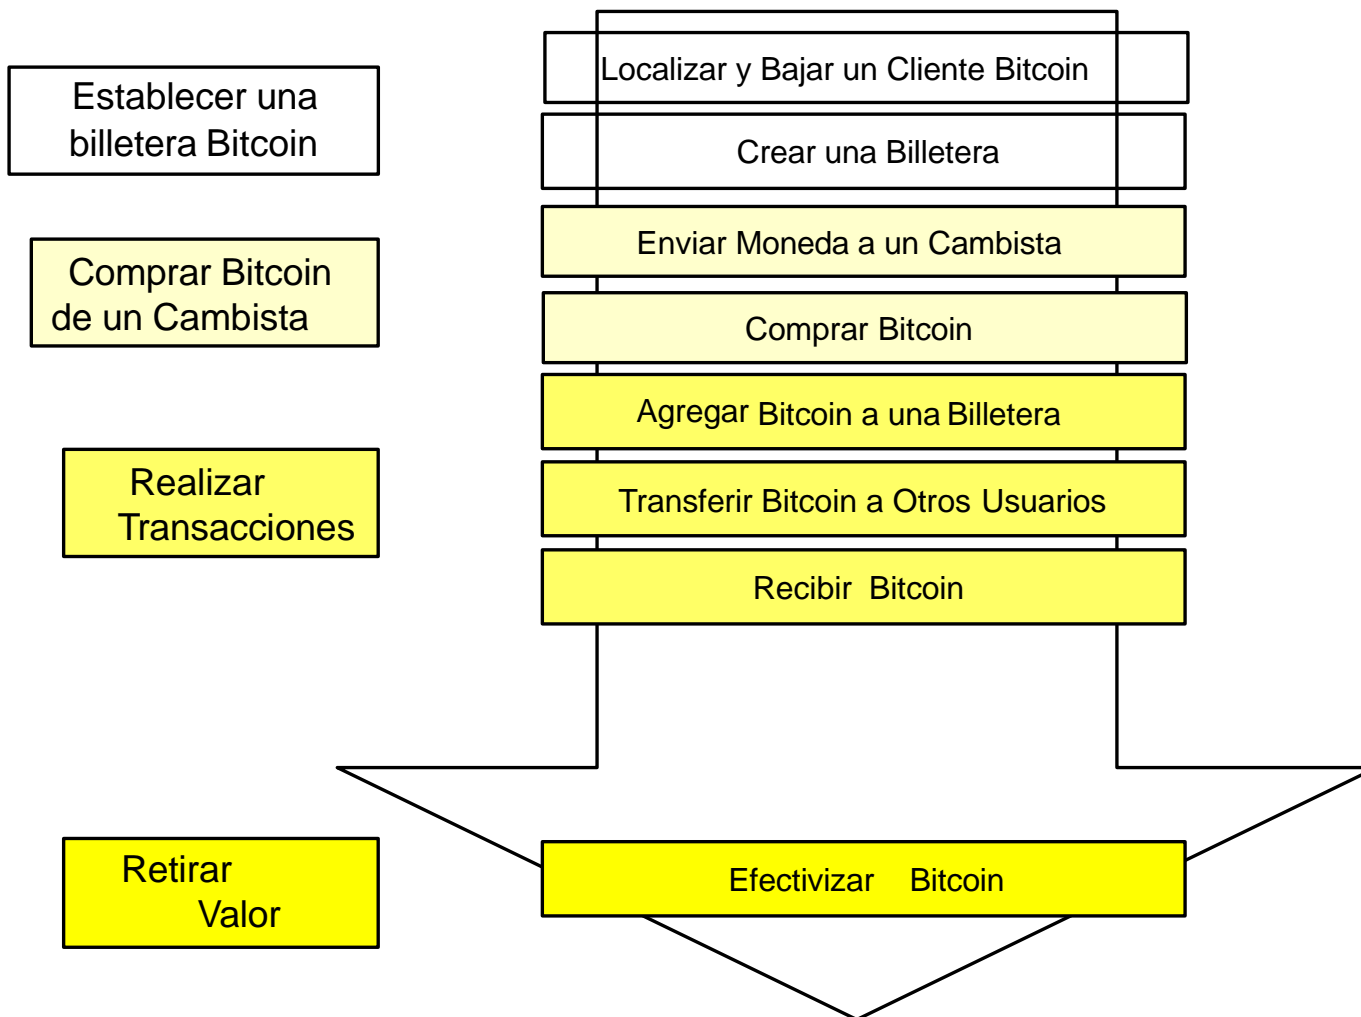 Establecer una
billetera Bitcoin
Localizar y Bajar un Cliente Bitcoin
Crear una Billetera
Comprar Bitcoin
de un Cambista
Enviar Moneda a un Cambista
Comprar Bitcoin
Realizar
Transacciones
Agregar Bitcoin a una Billetera
Transferir Bitcoin a Otros Usuarios
Recibir Bitcoin
Retirar
Valor
Efectivizar Bitcoin